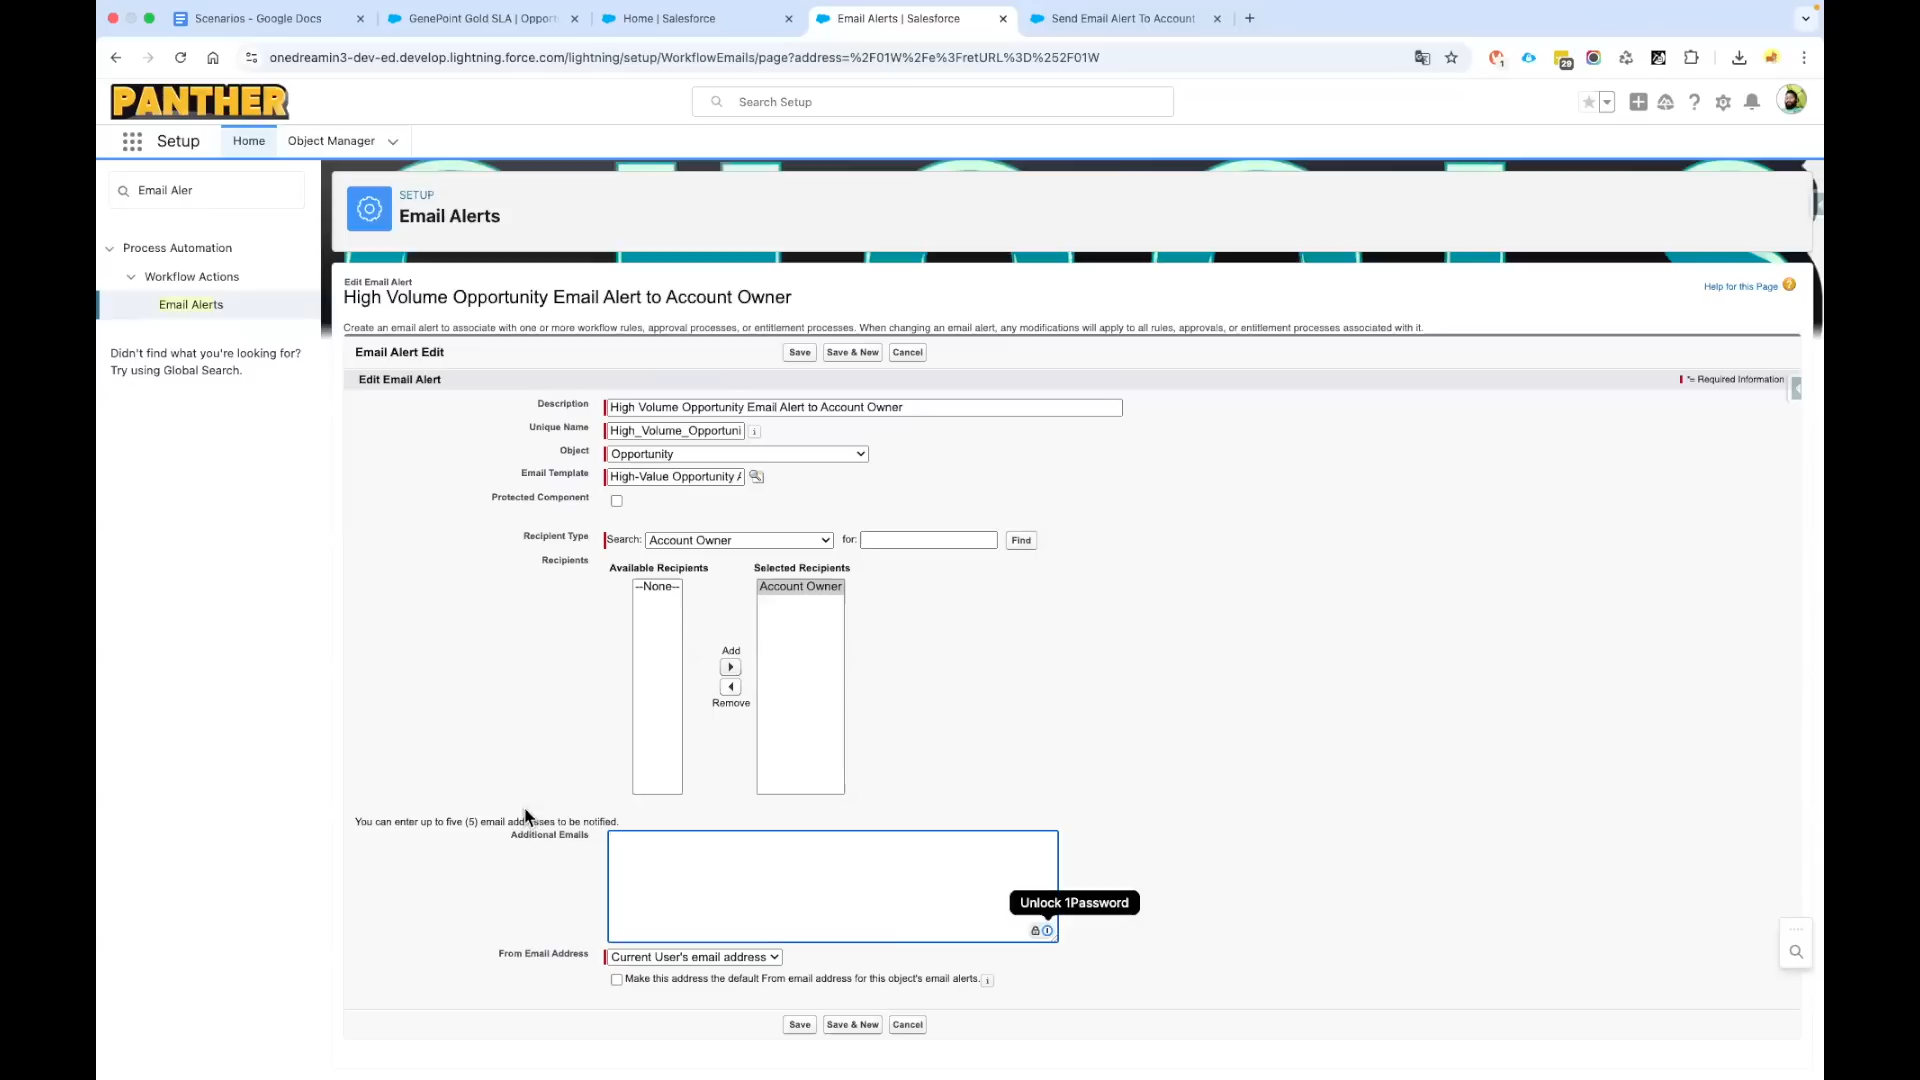 Scenarios - Google Docs
GenePoint Gold SLA | Opport
Home | Salesforce
Email Alerts | Salesforce
Send Email Alert To Account
onedreamin3-dev-ed.develop.lightning.force.com/lightning/setup/WorkflowEmails/page?address=%2F01W%2Fe%3FretURL%3D%252F01W
1
29
PANTHER
Search Setup
Setup
Home
Object Manager
Email Aler
SETUP
Email Alerts
Process Automation
Workflow Actions
Email Alerts
Didn't find what you're looking for?
Try using Global Search.
Edit Email Alert
High Volume Opportunity Email Alert to Account Owner
Help for this Page
Create an email alert to associate with one or more workflow rules, approval processes, or entitlement processes. When changing an email alert, any modifications will apply to all rules, approvals, or entitlement processes associated with it.
Email Alert Edit
Save
Save & New
Cancel
Edit Email Alert
= Required Information
Description
High Volume Opportunity Email Alert to Account Owner
Unique Name
High_Volume_Opportuni
i
Object
Opportunity
Email Template
High-Value Opportunity A
Protected Component
Recipient Type
Search:
Account Owner
for:
Find
Recipients
Available Recipients
Selected Recipients
--None--
Account Owner
Add
Remove
You can enter up to five (5) email addresses to be notified.
Additional Emails
Unlock 1Password
From Email Address
Current User's email address
Make this address the default From email address for this object's email alerts.
i
Save
Save & New
Cancel